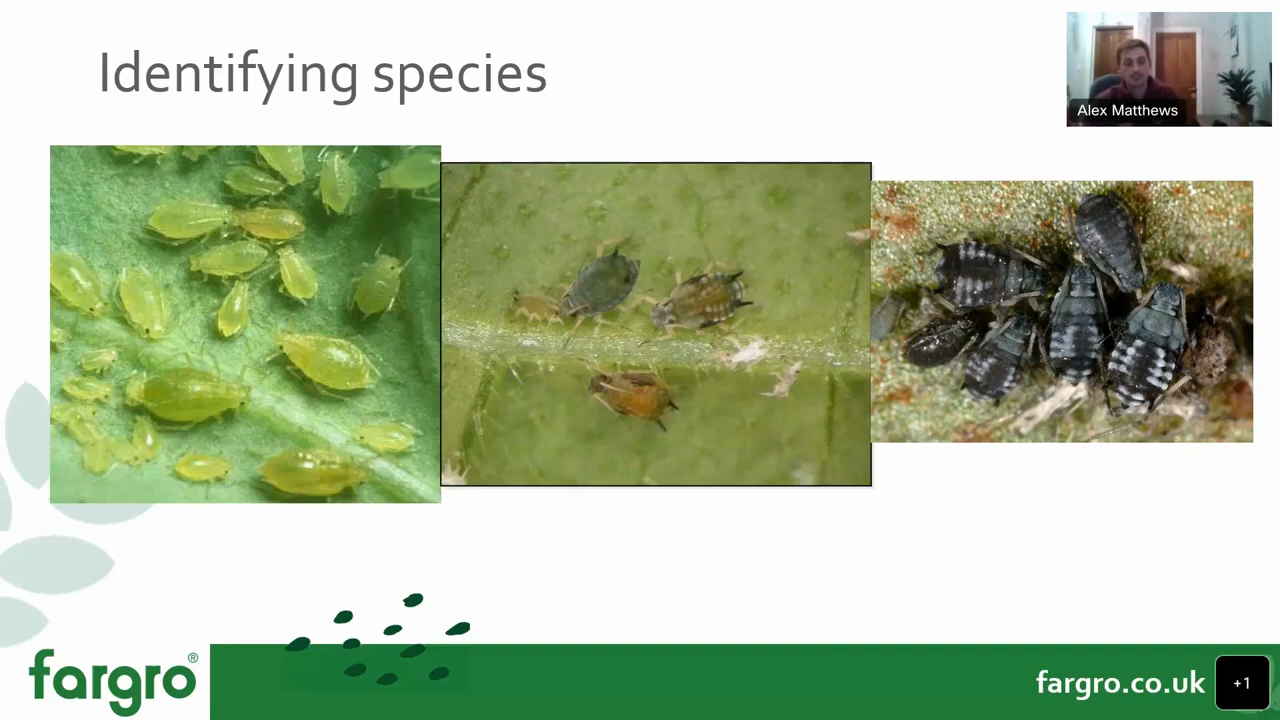 Identifying species
Alex Matthews
fargro®
fargro.co.uk
+1